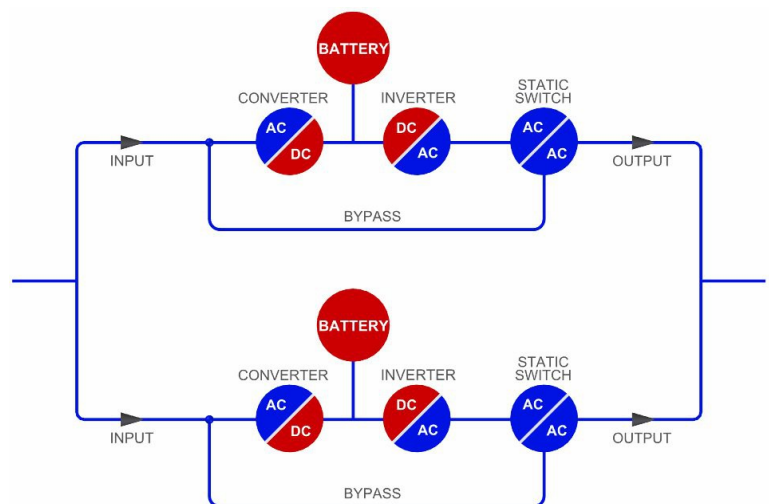 BATTERY
CONVERTER
INVERTER
STATIC
SWITCH
AC
DC
DC
AC
AC
AC
INPUT
OUTPUT
BYPASS
BATTERY
CONVERTER
INVERTER
STATIC
SWITCH
AC
DC
DC
AC
AC
AC
INPUT
OUTPUT
BYPASS